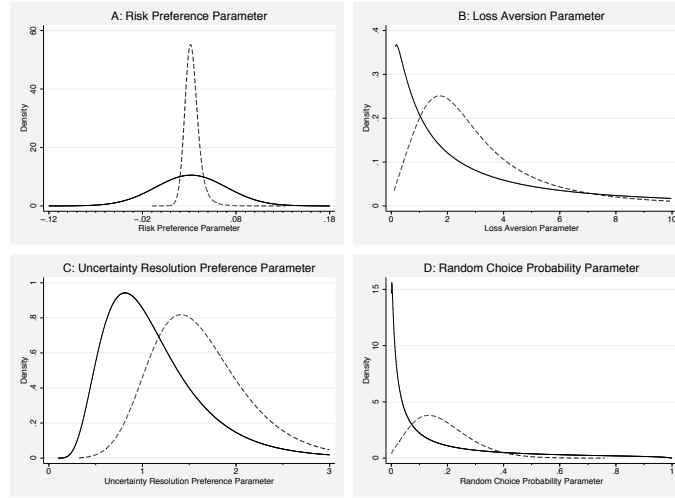 A: Risk Preference Parameter
Density
0 20 40 60
-.12 -.02 .08 .18
Risk Preference Parameter
B: Loss Aversion Parameter
Density
0 .1 .2 .3 .4
0 2 4 6 8 10
Loss Aversion Parameter
C: Uncertainty Resolution Preference Parameter
Density
0 .2 .4 .6 .8 1
0 1 2 3
Uncertainty Resolution Preference Parameter
D: Random Choice Probability Parameter
Density
0 5 10 15
0 .2 .4 .6 .8 1
Random Choice Probability Parameter